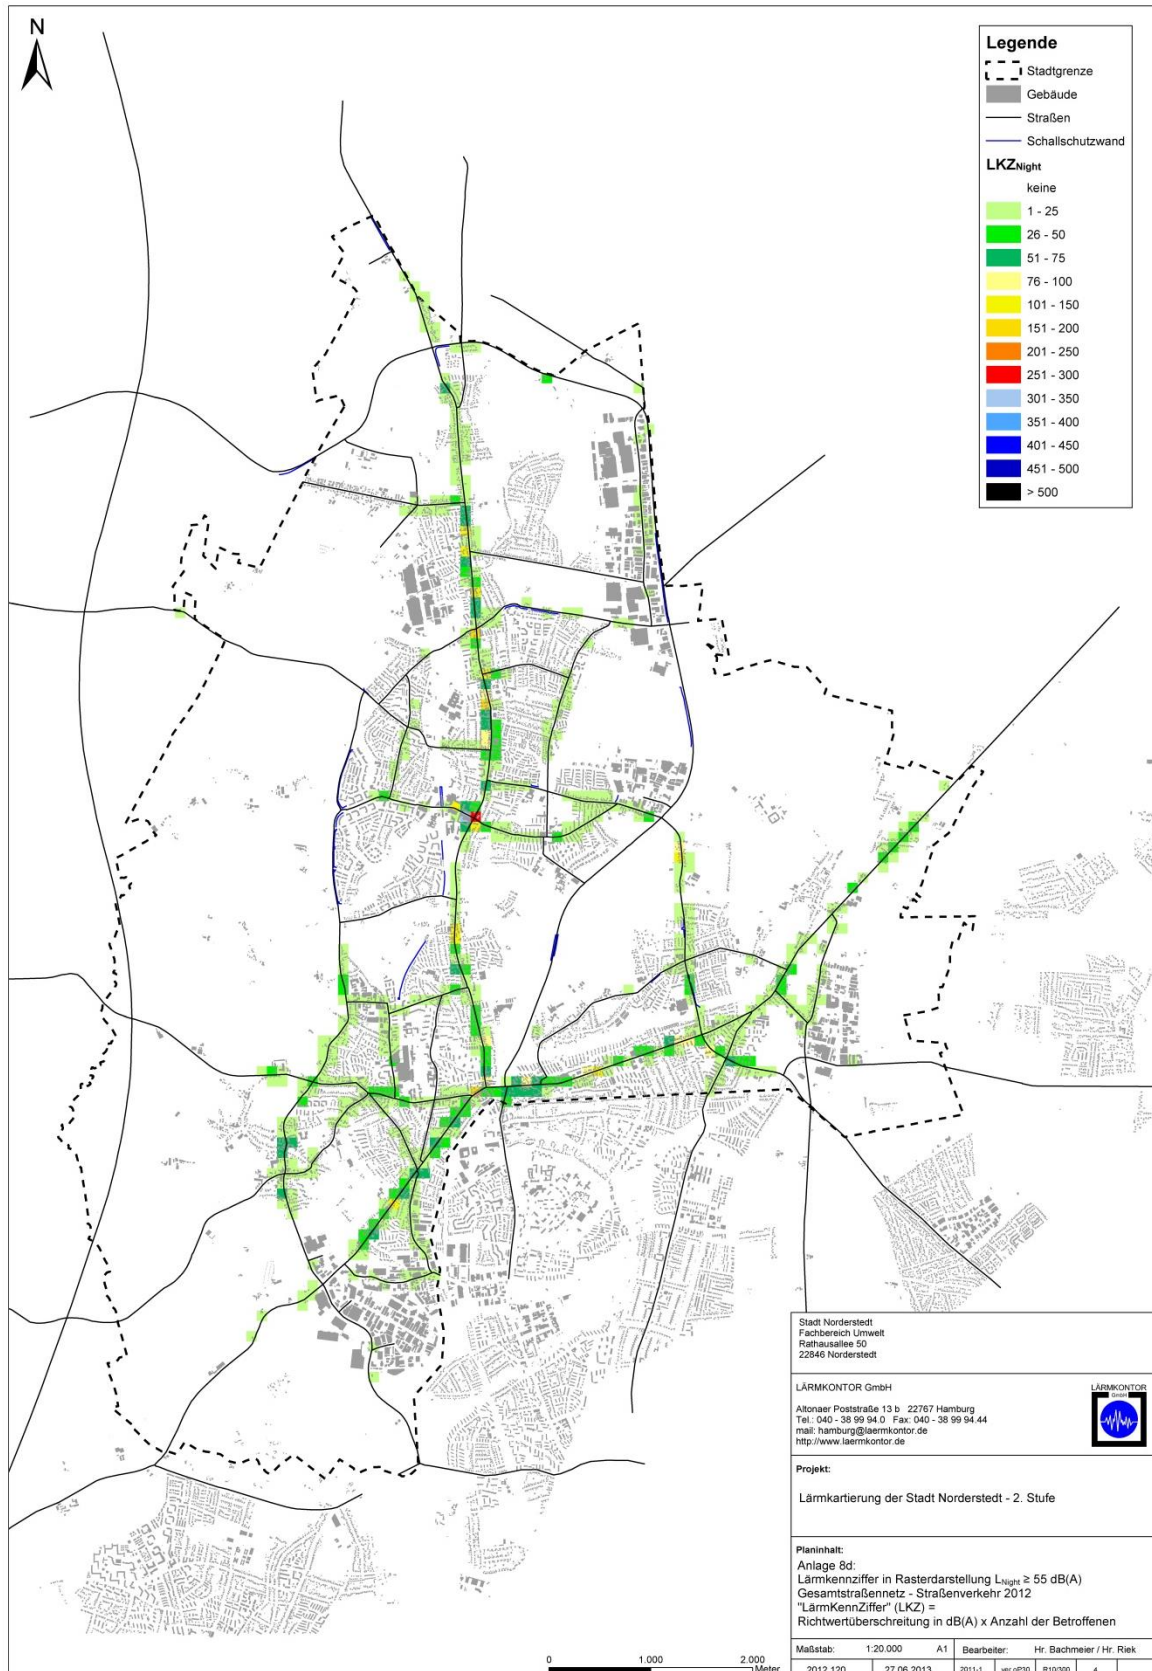 N
Legende
Stadtgrenze
Gebäude
Straßen
Schallschutzwand
LKZNight
keine
1 - 25
26 - 50
51 - 75
76 - 100
101 - 150
151 - 200
201 - 250
251 - 300
301 - 350
351 - 400
401 - 450
451 - 500
> 500
Stadt Norderstedt
Fachbereich Umwelt
Rathausallee 50
22846 Norderstedt
LÄRMKONTOR GmbH
Altonaer Poststraße 13 b 22767 Hamburg
Tel.: 040 - 38 99 94.0 Fax: 040 - 38 99 94.44
mail: hamburg@laermkontor.de
http://www.laermkontor.de
LÄRMKONTOR
GmbH
Projekt:
Lärmkartierung der Stadt Norderstedt - 2. Stufe
Planinhalt:
Anlage 8d:
Lärmkennziffer in Rasterdarstellung LNight ≥ 55 dB(A)
Gesamtstraßennetz - Straßenverkehr 2012
"LärmKennZiffer" (LKZ) =
Richtwertüberschreitung in dB(A) x Anzahl der Betroffenen
Maßstab: 1:20.000 A1 Bearbeiter: Hr. Bachmeier / Hr. Riek
2012.120 27.06.2013 2011-1 4
0 1.000 2.000
Meter